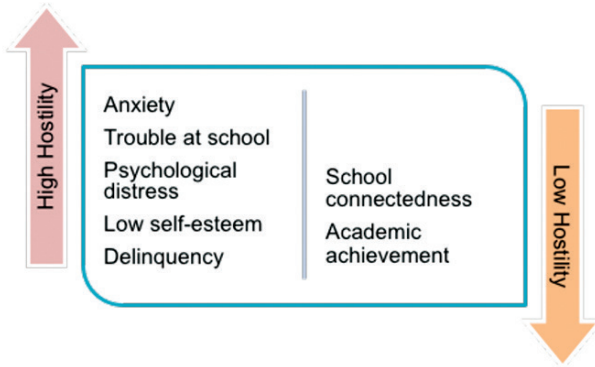 High Hostility
Anxiety
Trouble at school
Psychological
distress
Low self-esteem
Delinquency
School
connectedness
Academic
achievement
Low Hostility